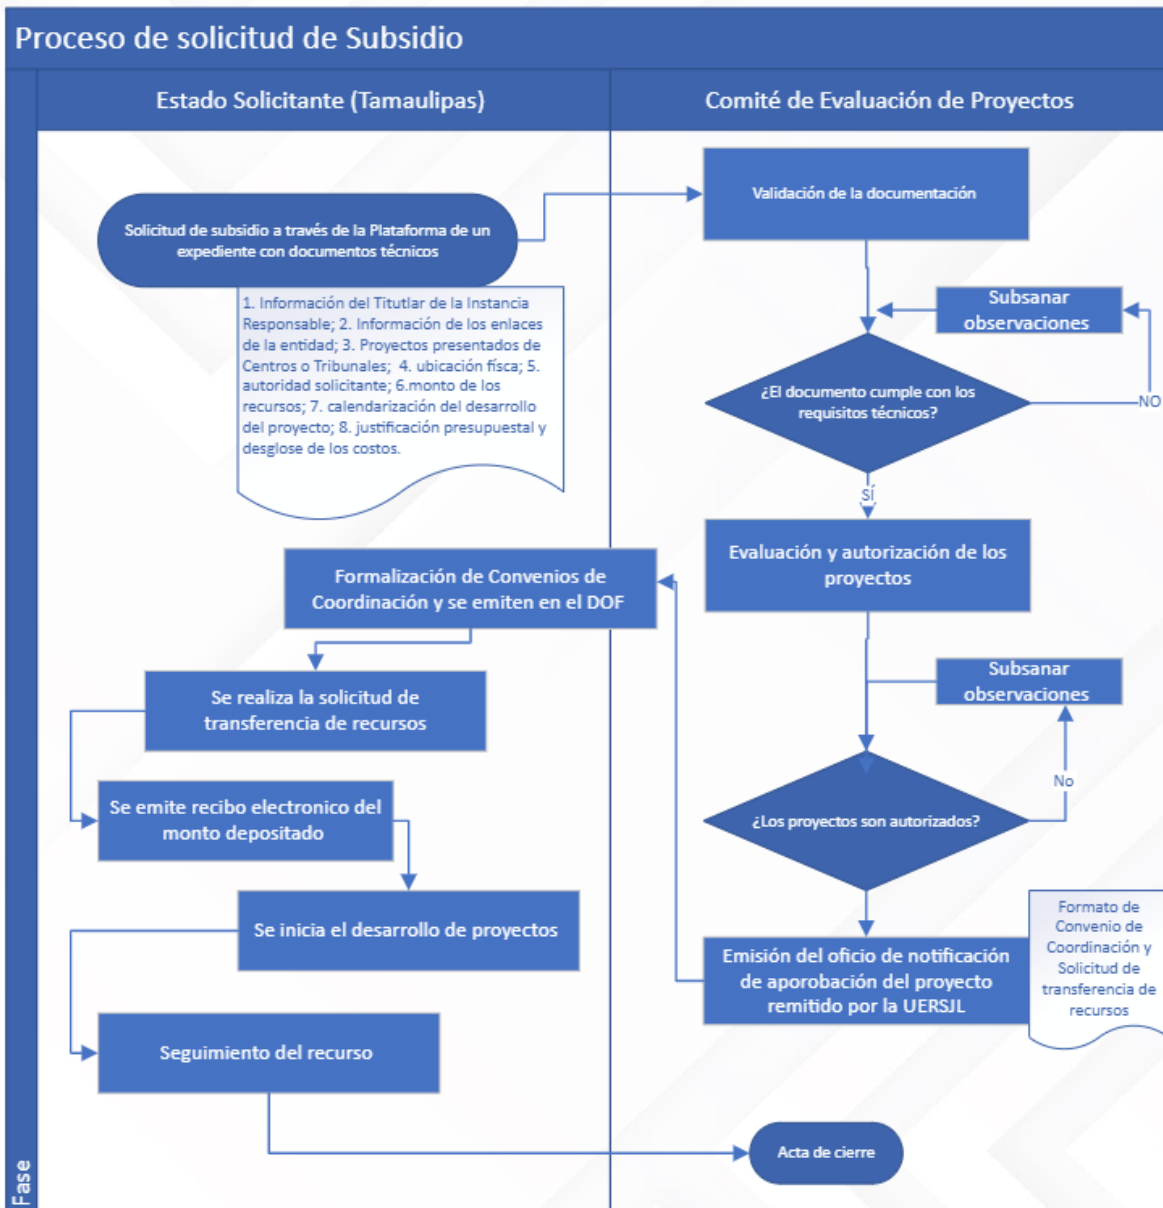 Proceso de solicitud de Subsidio
Estado Solicitante (Tamaulipas)
Comité de Evaluación de Proyectos
Solicitud de subsidio a través de la Plataforma de un
expediente con documentos técnicos
1. Información del Titutlar de la Instancia
Responsable; 2. Información de los enlaces
de la entidad; 3. Proyectos presentados de
Centros o Tribunales;  4. ubicación físca; 5.
autoridad solicitante; 6.monto de los
recursos; 7. calendarización del desarrollo
del proyecto; 8. justificación presupuestal y
desglose de los costos.
Validación de la documentación
Subsanar
observaciones
¿El documento cumple con los
requisitos técnicos?
NO
SÍ
Evaluación y autorización de los
proyectos
Subsanar
observaciones
No
¿Los proyectos son autorizados?
Emisión del oficio de notificación
de aporobación del proyecto
remitido por la UERSJL
Formato de
Convenio de
Coordinación y
Solicitud de
transferencia de
recursos
Formalización de Convenios de
Coordinación y se emiten en el DOF
Se realiza la solicitud de
transferencia de recursos
Se emite recibo electronico del
monto depositado
Se inicia el desarrollo de proyectos
Seguimiento del recurso
Acta de cierre
Fase